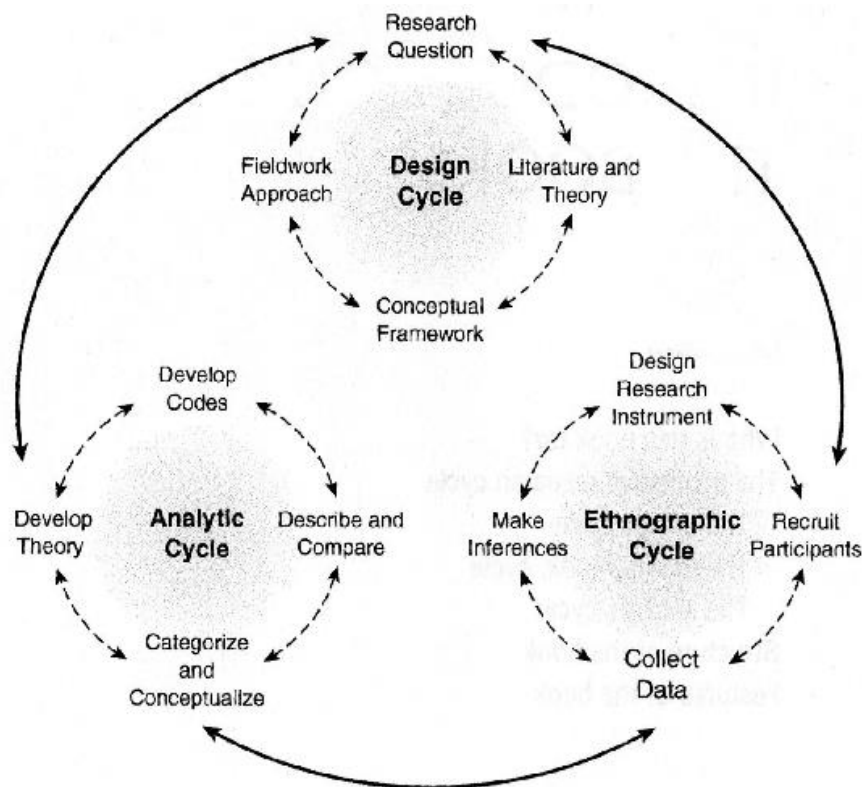 Research
Question
Fieldwork
Approach
Design
Cycle
Literature and
Theory
Conceptual
Framework
Develop
Codes
Develop
Theory
Analytic
Cycle
Describe and
Compare
Categorize
and
Conceptualize
Design
Research
Instrument
Make
Inferences
Ethnographic
Cycle
Recruit
Participants
Collect
Data